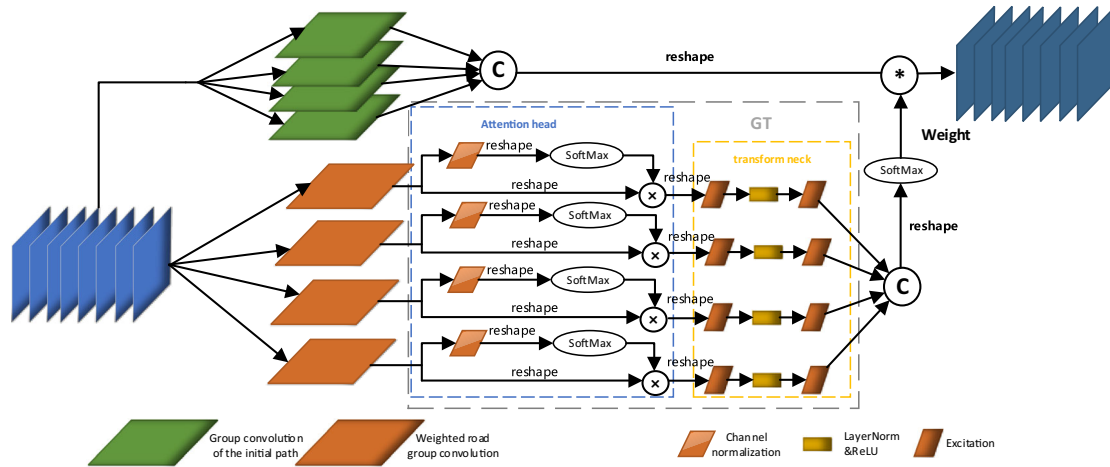 C
reshape
*
Attention head
GT
Weight
reshape
SoftMax
reshape
×
transform neck
reshape
SoftMax
reshape
SoftMax
reshape
×
reshape
reshape
C
reshape
SoftMax
reshape
×
reshape
reshape
SoftMax
reshape
×
reshape
Group convolution
of the initial path
Weighted road
group convolution
Channel
normalization
LayerNorm
&ReLU
Excitation